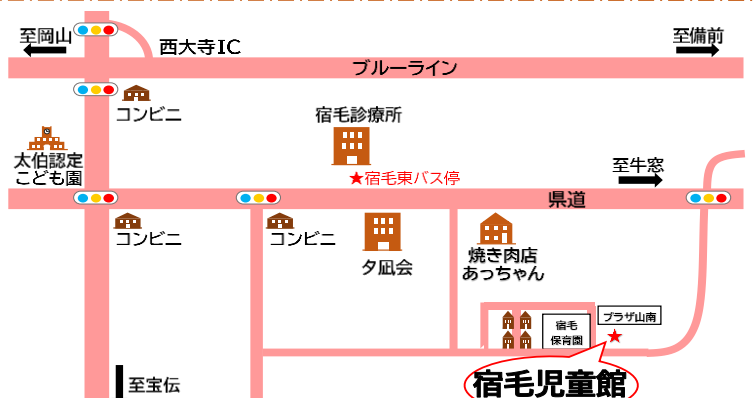 至岡山
西大寺IC
至備前
ブルーライン
コンビニ
宿毛診療所
太伯認定
こども園
★宿毛東バス停
至牛窓
県道
コンビニ
コンビニ
夕凪会
焼き肉店
あっちゃん
宿毛
保育園
プラザ山南
★
至宝伝
宿毛児童館